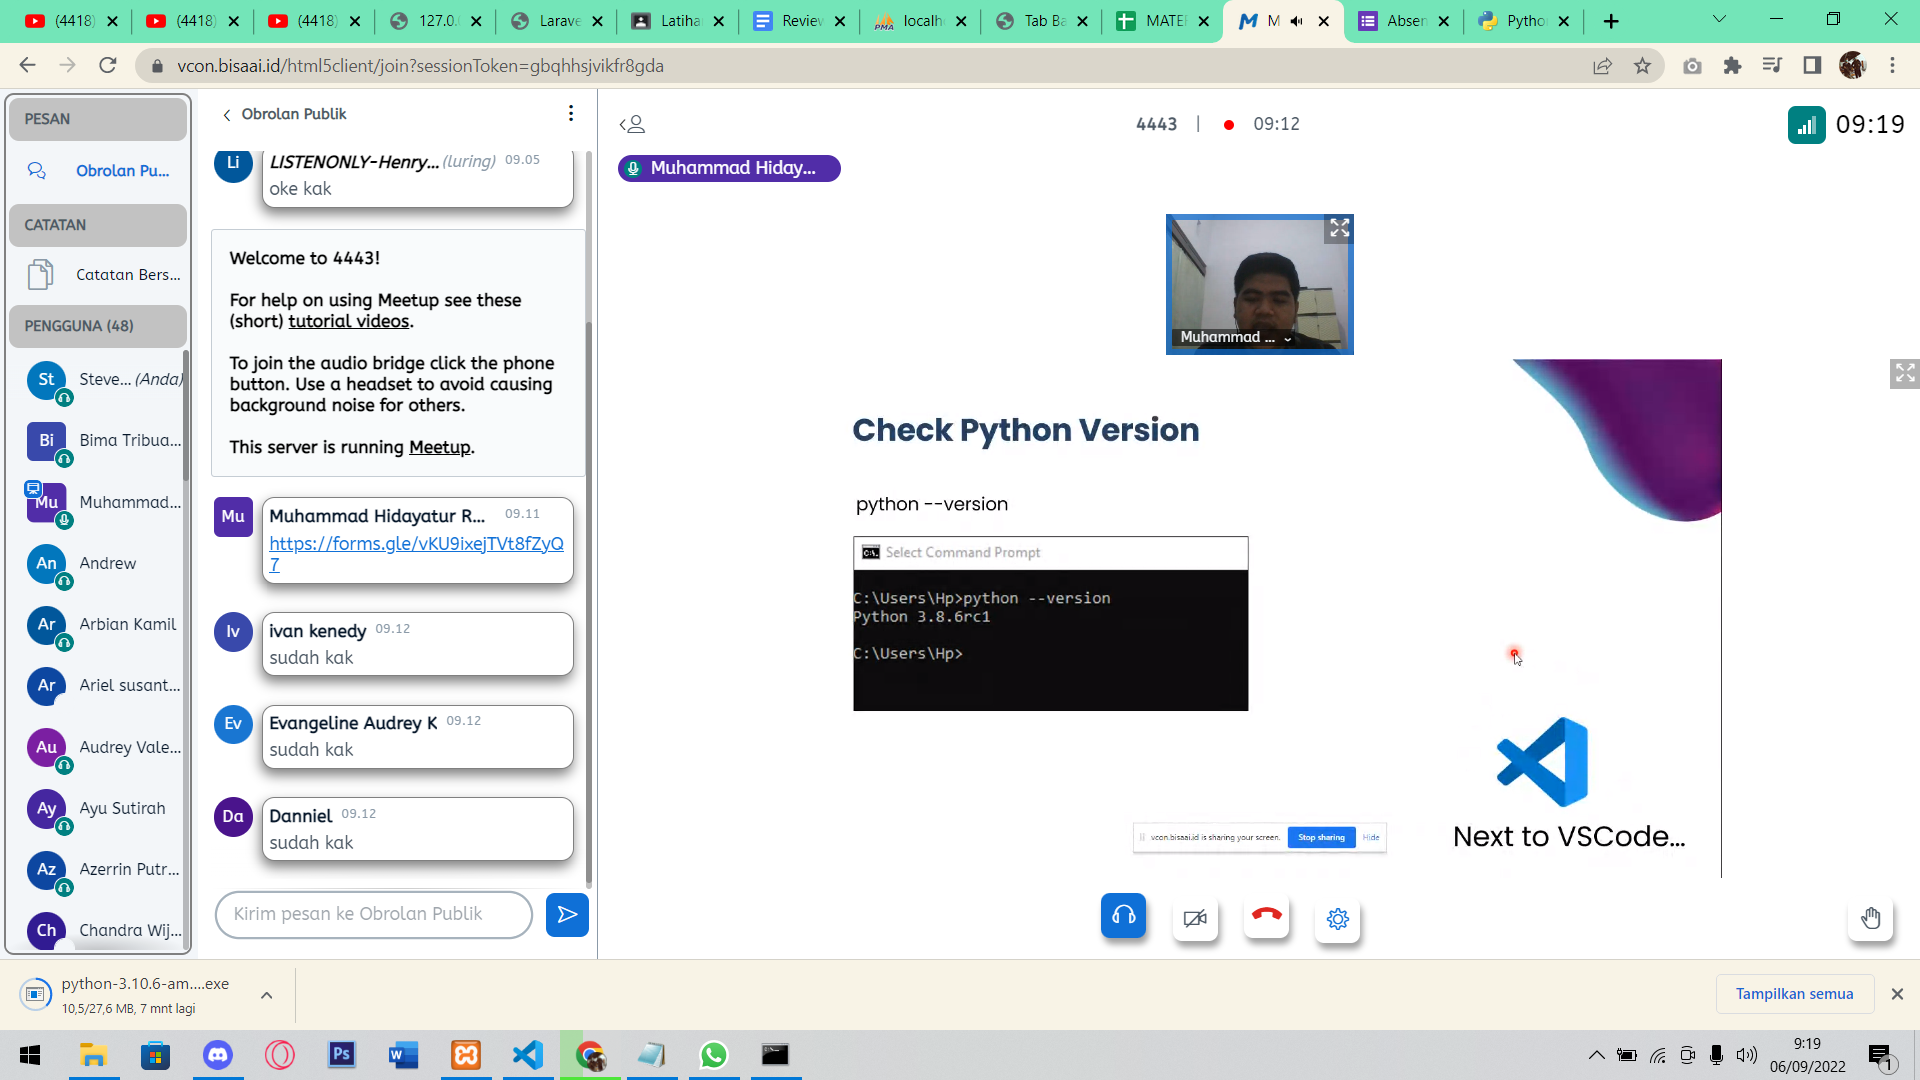 (4418)
(4418)
(4418)
127.0.
Larave
Latiha
Review
PMA
localh
Tab Ba
MATE
M
Absen
Pytho
vcon.bisaai.id/html5client/join?sessionToken=gbqhhsjvikfr8gda
PESAN
Obrolan Pu...
CATATAN
Catatan Bers...
PENGGUNA (48)
St
Steve... (Anda)
Bi
Bima Tribua...
Mu
Muhammad...
An
Andrew
Ar
Arbian Kamil
Ar
Ariel susant...
Au
Audrey Vale...
Ay
Ayu Sutirah
Az
Azerrin Putr...
Ch
Chandra Wij...
Obrolan Publik
Li
LISTENONLY-Henry... (luring) 09.05
oke kak
Welcome to 4443!
For help on using Meetup see these
(short) tutorial videos.
To join the audio bridge click the phone
button. Use a headset to avoid causing
background noise for others.
This server is running Meetup.
Mu
Muhammad Hidayatur R... 09.11
https://forms.gle/vKU9ixejTVt8fZyQ
7
Iv
ivan kenedy 09.12
sudah kak
Ev
Evangeline Audrey K 09.12
sudah kak
Da
Danniel 09.12
sudah kak
Kirim pesan ke Obrolan Publik
4443 | 09:12
09:19
Muhammad Hiday...
Muhammad ...
Check Python Version
python --version
Select Command Prompt
C:\Users\Hp>python --version
Python 3.8.6rc1
C:\Users\Hp>
vcon.bisaai.id is sharing your screen. Stop sharing Hide
Next to VSCode...
python-3.10.6-am....exe
10,5/27,6 MB, 7 mnt lagi
Tampilkan semua
Ps
W
9:19
06/09/2022
1